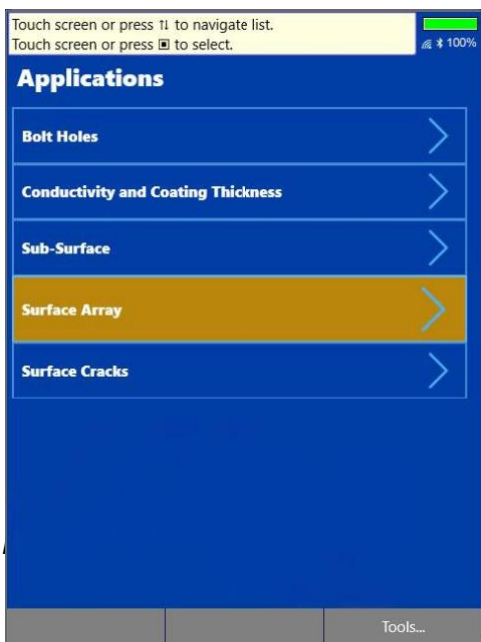 Touch screen or press ↑↓ to navigate list.
Touch screen or press ▣ to select.
100%
Applications
Bolt Holes
Conductivity and Coating Thickness
Sub-Surface
Surface Array
Surface Cracks
Tools...